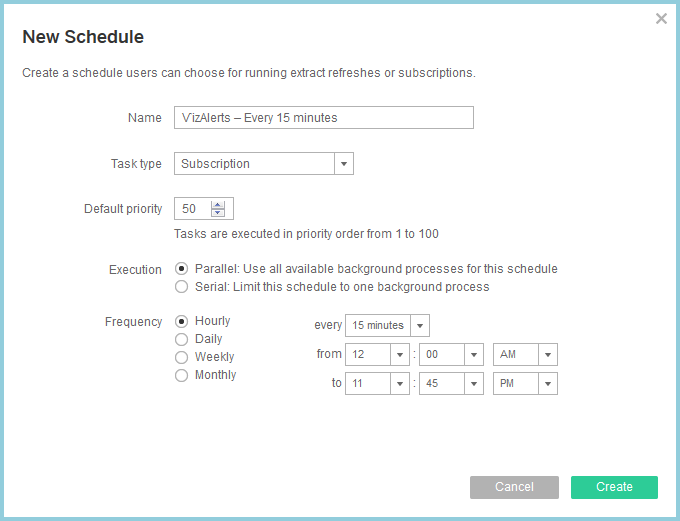 New Schedule
Create a schedule users can choose for running extract refreshes or subscriptions.
Name VizAlerts – Every 15 minutes
Task type Subscription
Default priority 50
Tasks are executed in priority order from 1 to 100
Execution Parallel: Use all available background processes for this schedule
Serial: Limit this schedule to one background process
Frequency Hourly every 15 minutes
Daily from 12 : 00 AM
Weekly to 11 : 45 PM
Monthly
Cancel Create